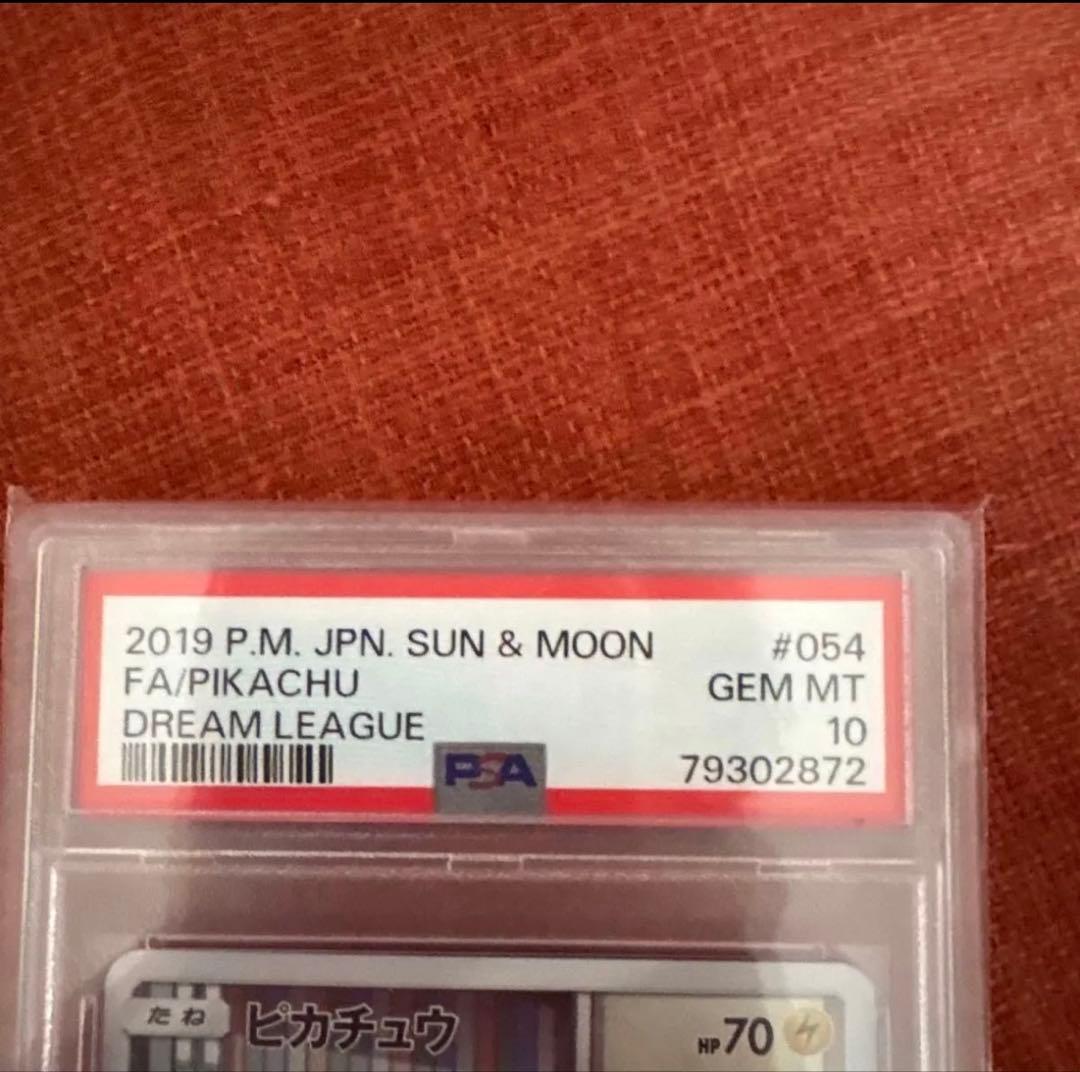 2019 P.M. JPN. SUN & MOON #054
FA/PIKACHU GEM MT
DREAM LEAGUE 10
PSA 79302872
たね ピカチュウ HP70